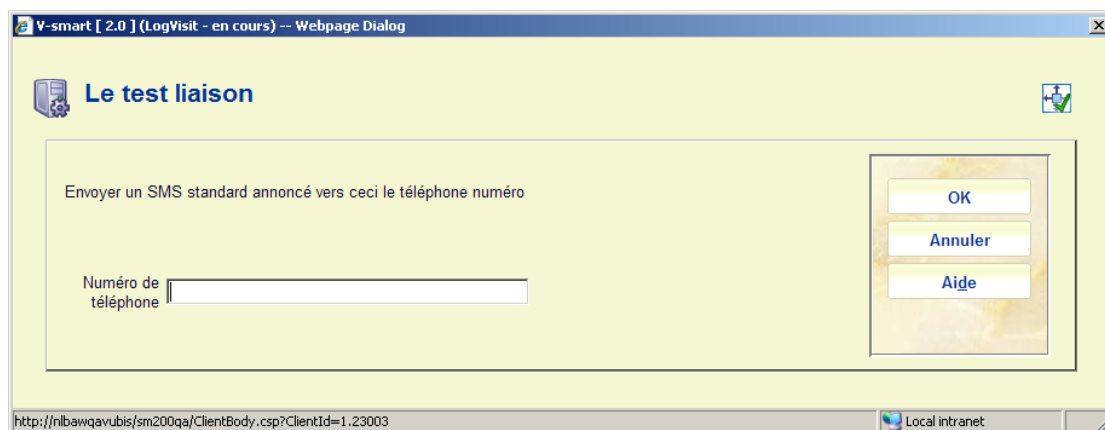 V-smart [ 2.0 ] (LogVisit - en cours) -- Webpage Dialog
Le test liaison
Envoyer un SMS standard annoncé vers ceci le téléphone numéro
OK
Annuler
Aide
Numéro de
téléphone
http://nlbawqavubis/sm200qa/ClientBody.csp?ClientId=1.23003
Local intranet